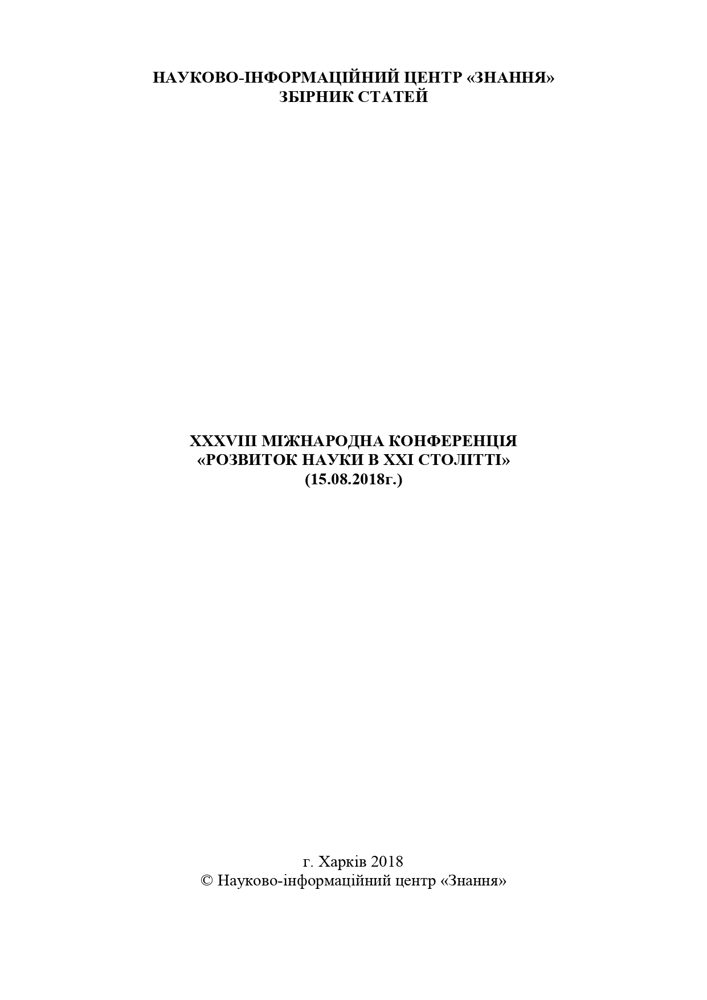 НАУКОВО-ІНФОРМАЦІЙНИЙ ЦЕНТР «ЗНАННЯ»
ЗБІРНИК СТАТЕЙ
XXXVIII МІЖНАРОДНА КОНФЕРЕНЦІЯ
«РОЗВИТОК НАУКИ В ХХІ СТОЛІТТІ»
(15.08.2018г.)
г. Харків 2018
© Науково-інформаційний центр «Знання»